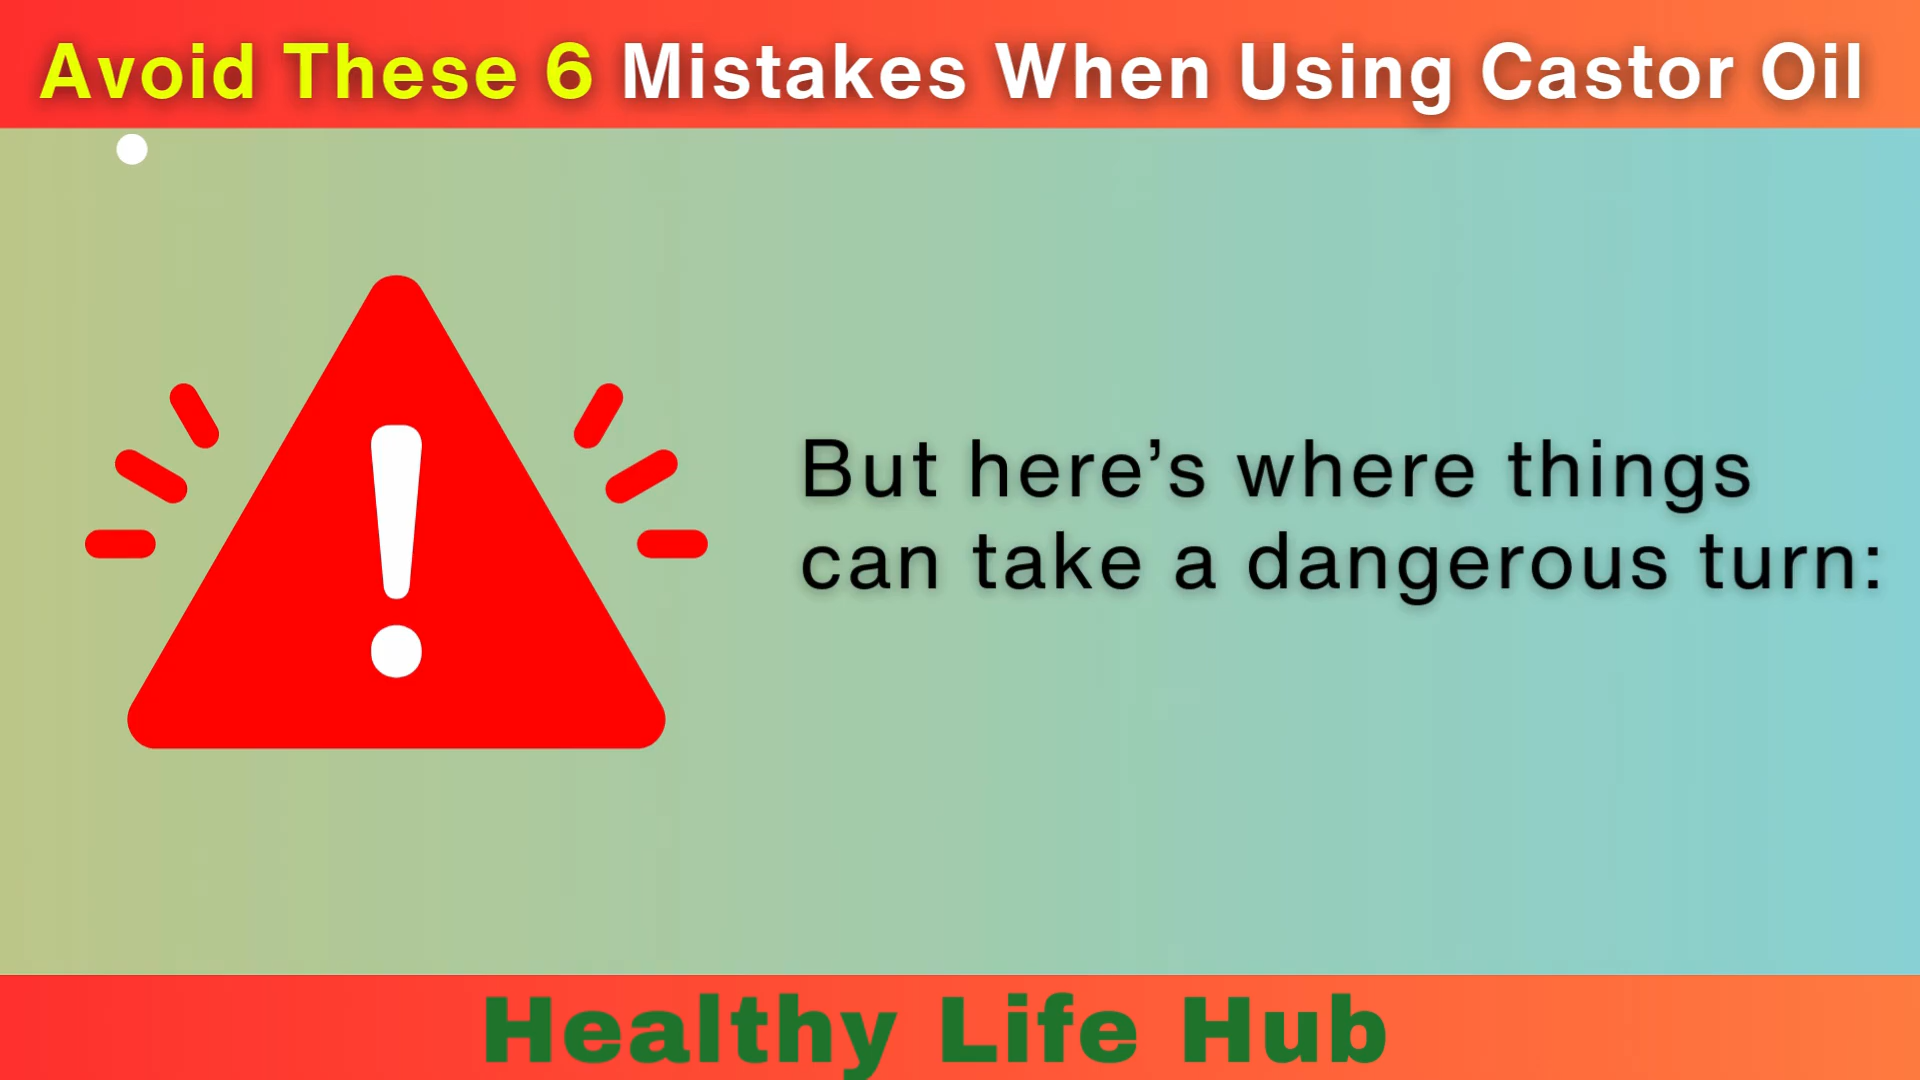 Avoid These 6 Mistakes When Using Castor Oil
But here’s where things
can take a dangerous turn:
Healthy Life Hub